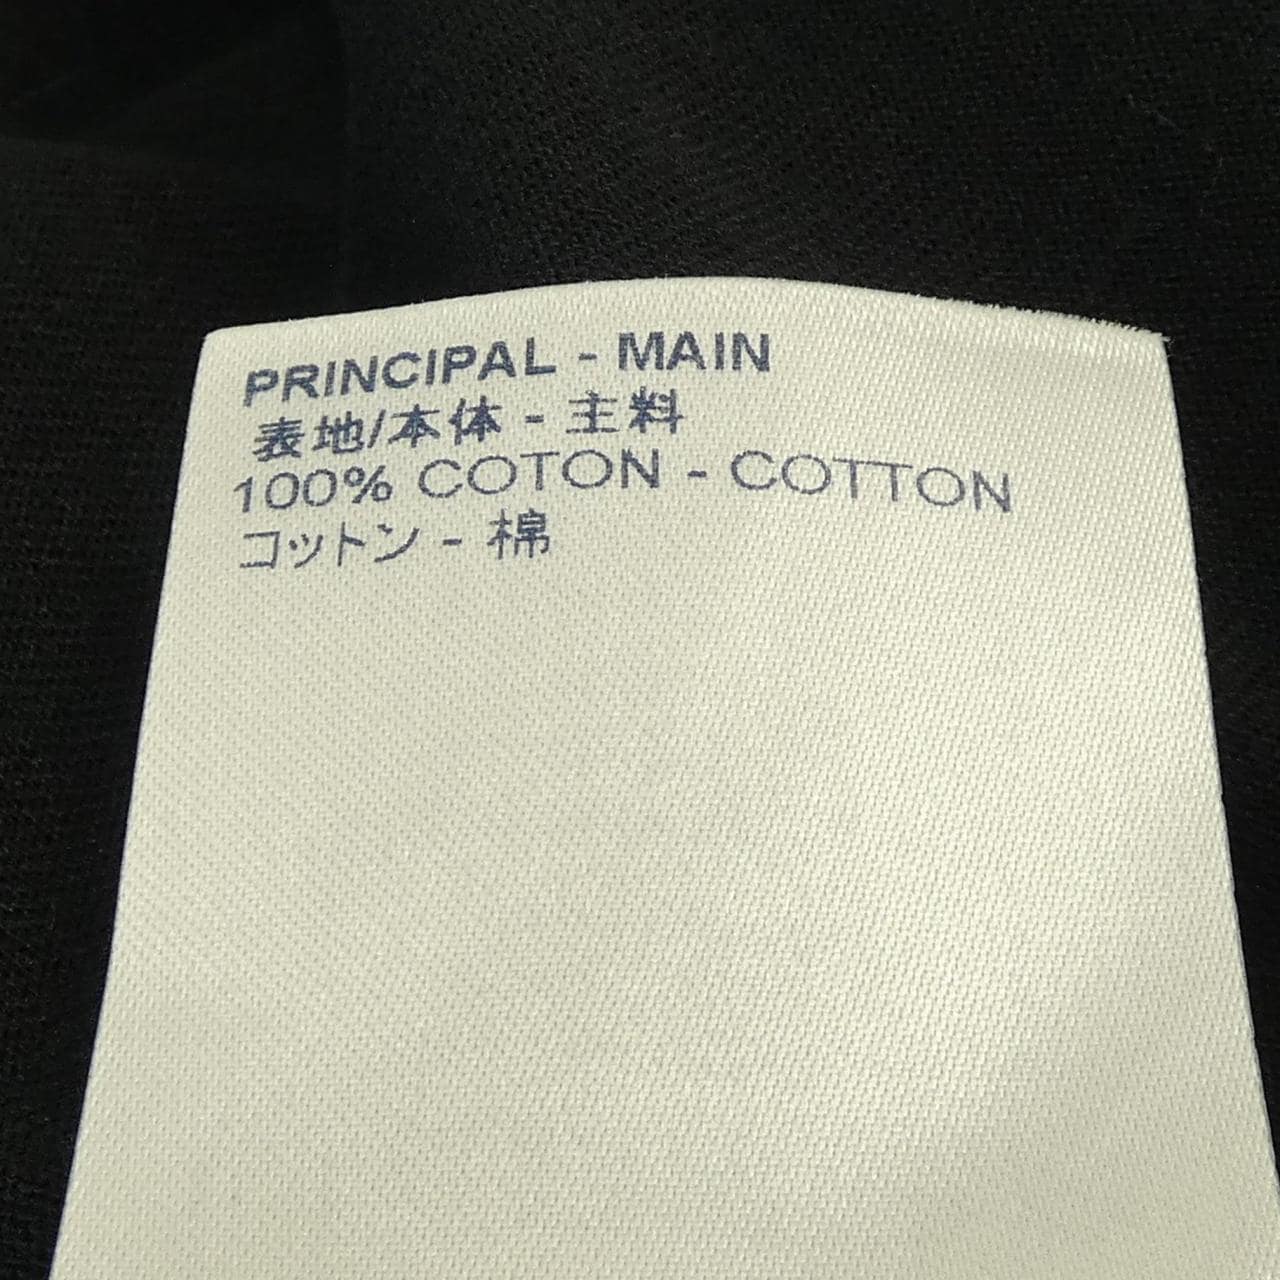 PRINCIPAL - MAIN
表地/本体 - 主料
100% COTON - COTTON
コットン - 棉